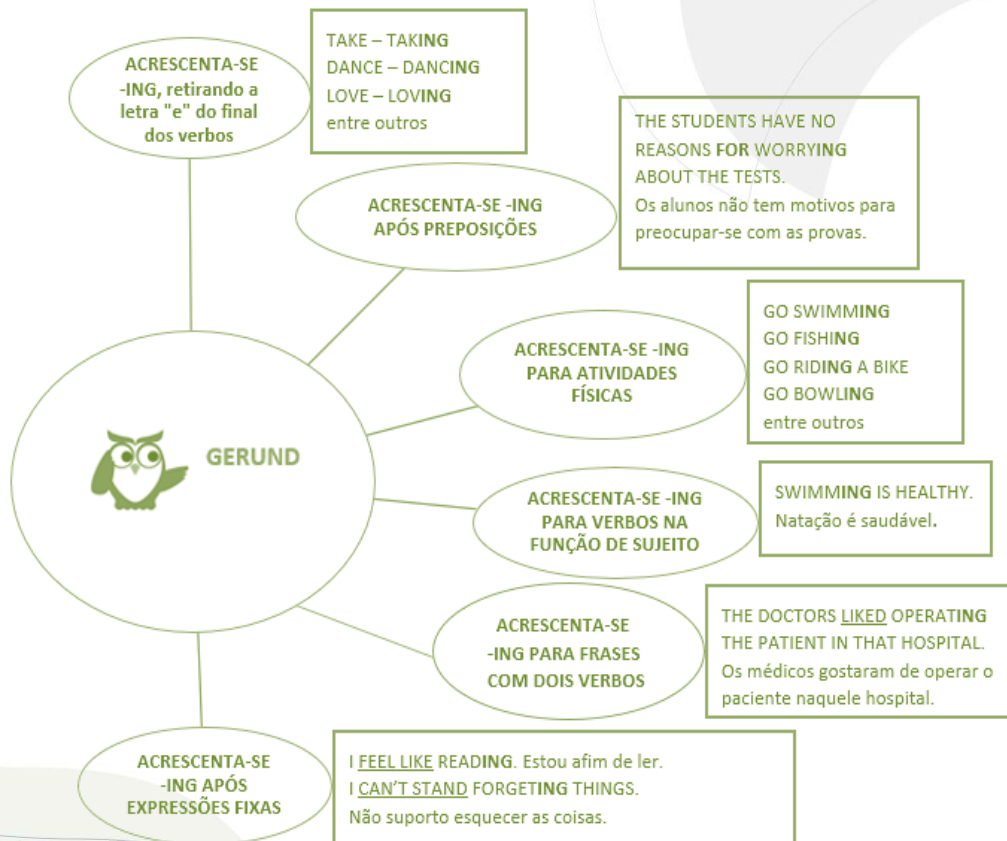 ACRESCENTA-SE
-ING, retirando a
letra "e" do final
dos verbos
TAKE – TAKING
DANCE – DANCING
LOVE – LOVING
entre outros
ACRESCENTA-SE -ING
APÓS PREPOSIÇÕES
THE STUDENTS HAVE NO
REASONS FOR WORRYING
ABOUT THE TESTS.
Os alunos não tem motivos para
preocupar-se com as provas.
ACRESCENTA-SE -ING
PARA ATIVIDADES
FÍSICAS
GO SWIMMING
GO FISHING
GO RIDING A BIKE
GO BOWLING
entre outros
GERUND
ACRESCENTA-SE -ING
PARA VERBOS NA
FUNÇÃO DE SUJEITO
SWIMMING IS HEALTHY.
Natação é saudável.
ACRESCENTA-SE
-ING PARA FRASES
COM DOIS VERBOS
THE DOCTORS LIKED OPERATING
THE PATIENT IN THAT HOSPITAL.
Os médicos gostaram de operar o
paciente naquele hospital.
ACRESCENTA-SE
-ING APÓS
EXPRESSÕES FIXAS
I FEEL LIKE READING. Estou afim de ler.
I CAN'T STAND FORGETING THINGS.
Não suporto esquecer as coisas.